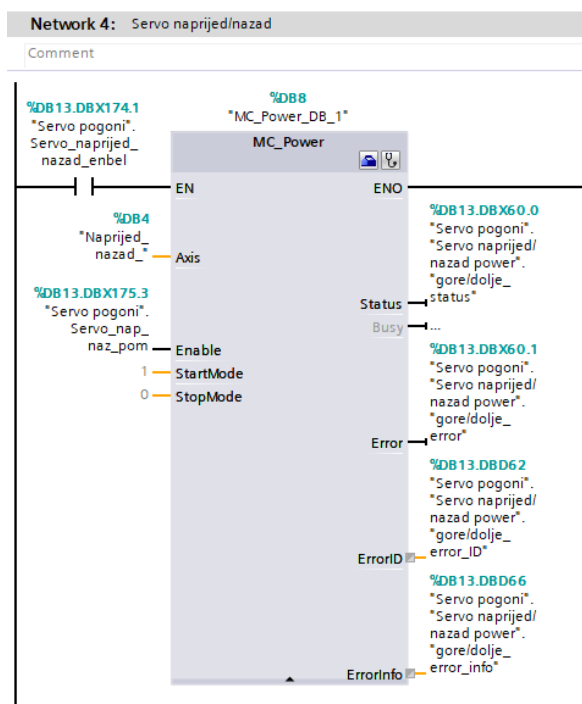 Network 4: Servo naprijed/nazad
Comment
%DB13.DBX174.1
"Servo pogoni".
Servo_naprijed_
nazad_enbel
%DB8
"MC_Power_DB_1"
MC_Power
EN
ENO
%DB4
"Naprijed_
nazad_"
Axis
%DB13.DBX60.0
"Servo pogoni".
"Servo naprijed/
nazad power".
"gore/dolje_
status"
Status
Busy
...
%DB13.DBX175.3
"Servo pogoni".
Servo_nap_
naz_pom
Enable
1
StartMode
0
StopMode
%DB13.DBX60.1
"Servo pogoni".
"Servo naprijed/
nazad power".
"gore/dolje_
error"
Error
%DB13.DBD62
"Servo pogoni".
"Servo naprijed/
nazad power".
"gore/dolje_
error_ID"
ErrorID
%DB13.DBD66
"Servo pogoni".
"Servo naprijed/
nazad power".
"gore/dolje_
error_info"
ErrorInfo